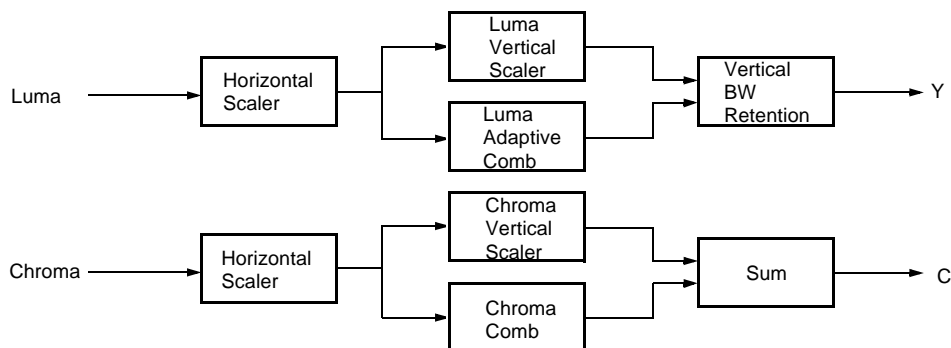 Luma
Horizontal
Scaler
Luma
Vertical
Scaler
Luma
Adaptive
Comb
Vertical
BW
Retention
Y
Chroma
Horizontal
Scaler
Chroma
Vertical
Scaler
Chroma
Comb
Sum
C